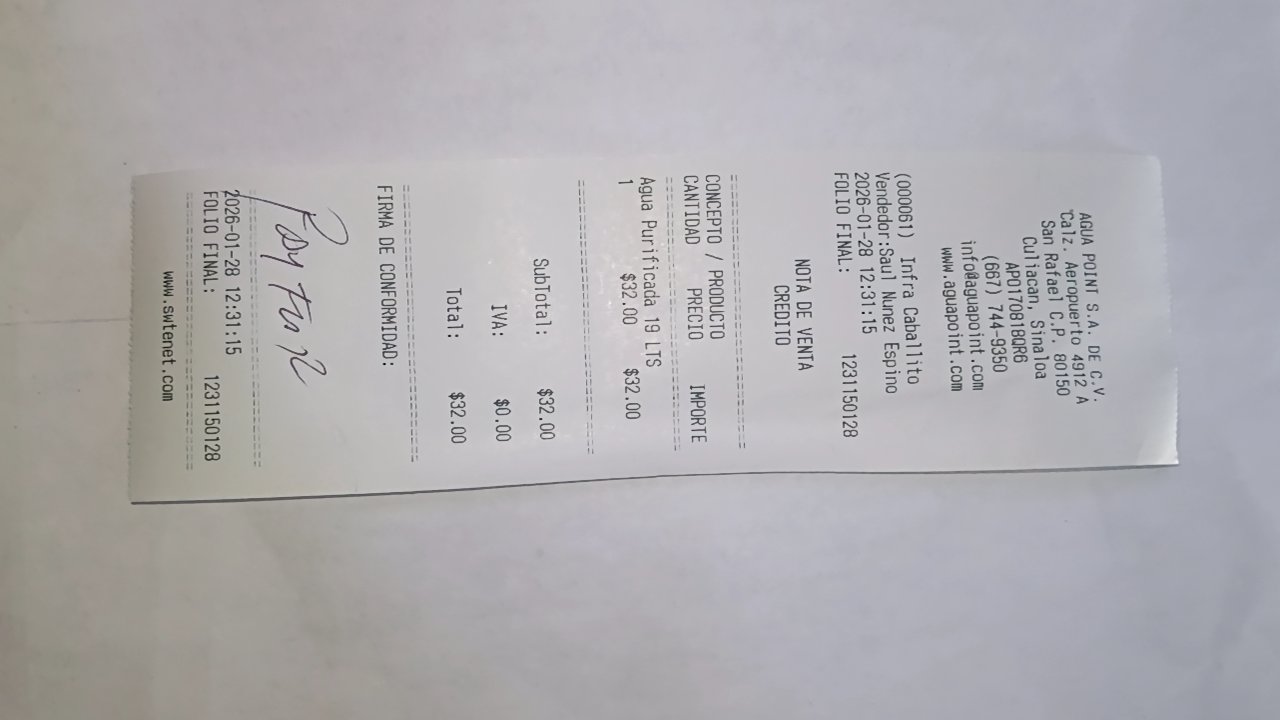 AGUA POINT S.A. DE C.V.
Calz. Aeropuerto 4912 A
San Rafael C.P. 80150
Culiacan, Sinaloa
APO170818QR6
(667) 744-9350
info@aguapoint.com
www.aguapoint.com
(000061) Infra Caballito
Vendedor:Saul Nunez Espino
2026-01-28 12:31:15
FOLIO FINAL: 1231150128
NOTA DE VENTA
CREDITO
=============================
CONCEPTO / PRODUCTO
CANTIDAD PRECIO IMPORTE
=============================
Agua Purificada 19 LTS
1 $32.00 $32.00
=============================
SubTotal: $32.00
IVA: $0.00
Total: $32.00
=============================
FIRMA DE CONFORMIDAD:
=============================
2026-01-28 12:31:15
FOLIO FINAL: 1231150128
=============================
www.swtenet.com